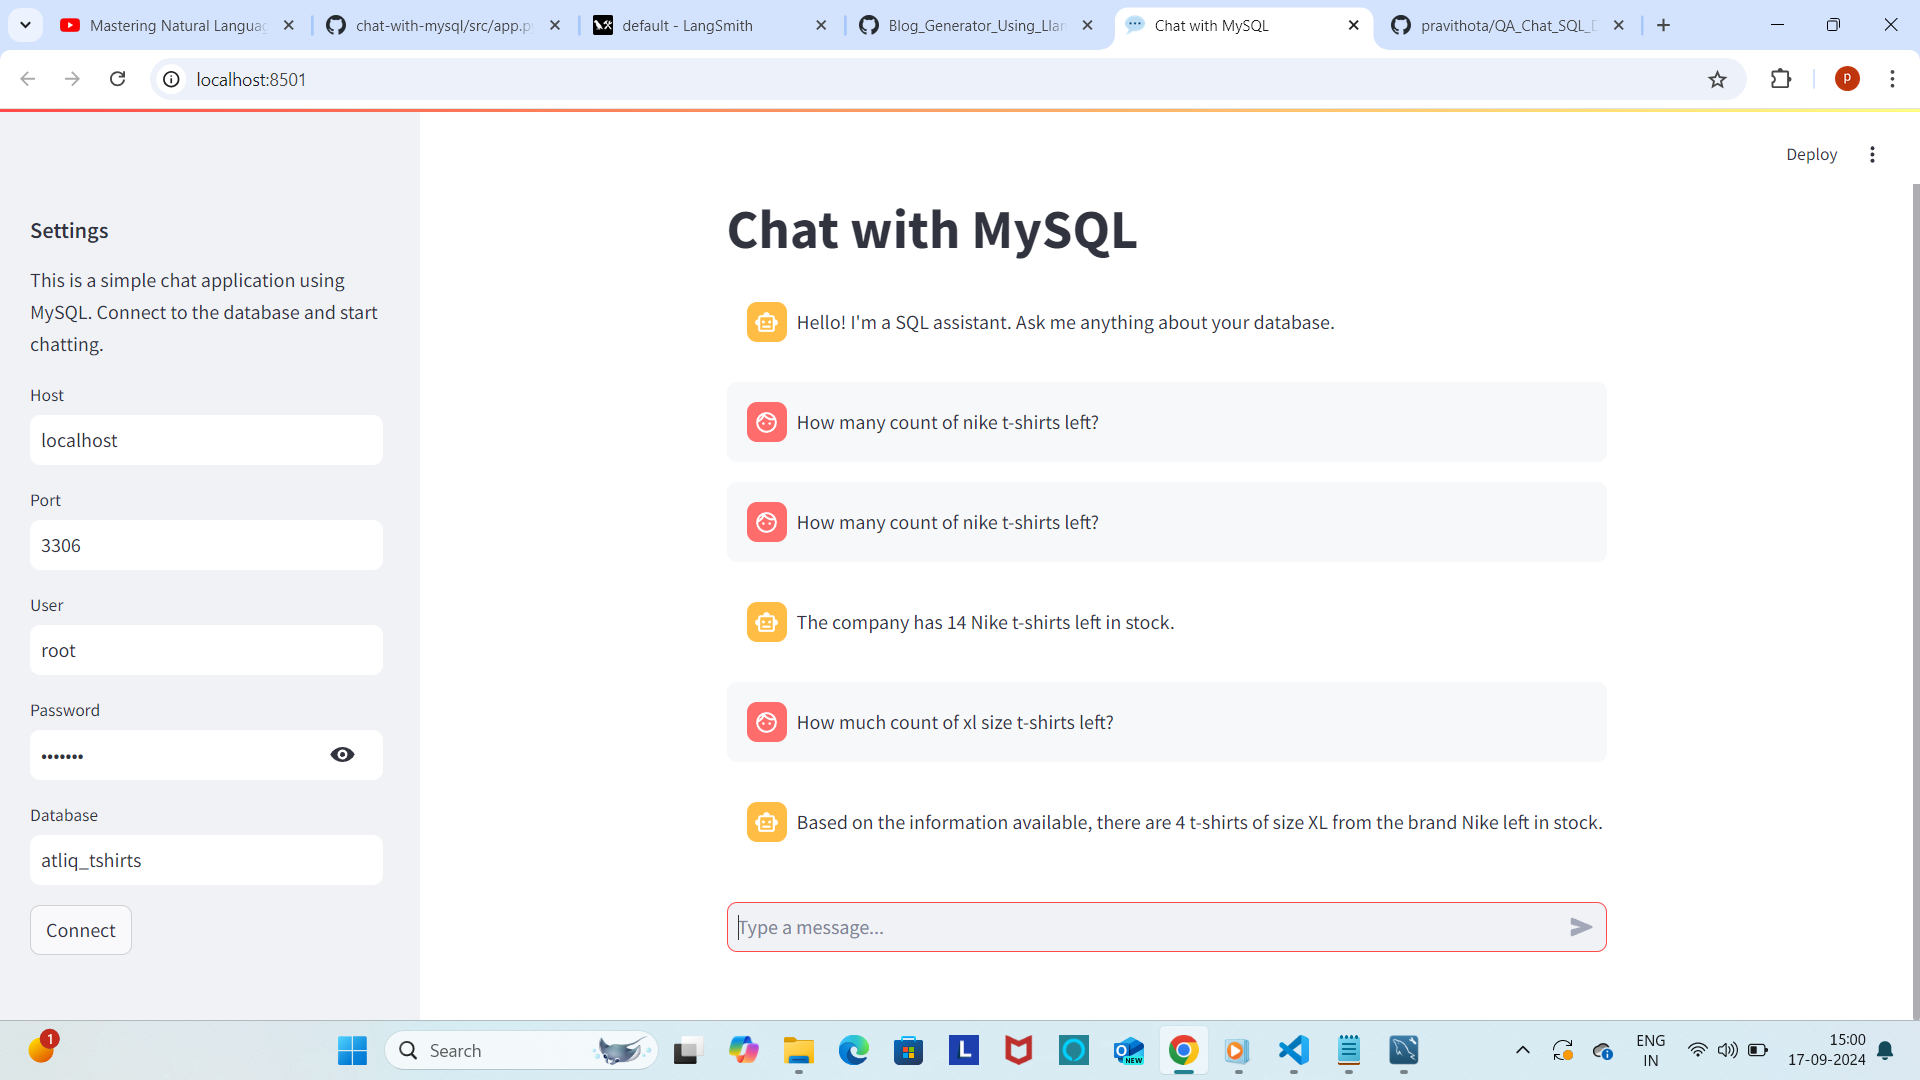 Mastering Natural Languag
chat-with-mysql/src/app.p
default - LangSmith
Blog_Generator_Using_Llam
Chat with MySQL
pravithota/QA_Chat_SQL_D
localhost:8501
P
Deploy
Settings
This is a simple chat application using
MySQL. Connect to the database and start
chatting.
Host
localhost
Port
3306
User
root
Password
•••••••
Database
atliq_tshirts
Connect
Chat with MySQL
Hello! I'm a SQL assistant. Ask me anything about your database.
How many count of nike t-shirts left?
How many count of nike t-shirts left?
The company has 14 Nike t-shirts left in stock.
How much count of xl size t-shirts left?
Based on the information available, there are 4 t-shirts of size XL from the brand Nike left in stock.
Type a message...
1
Search
L
NEW
ENG
IN
15:00
17-09-2024